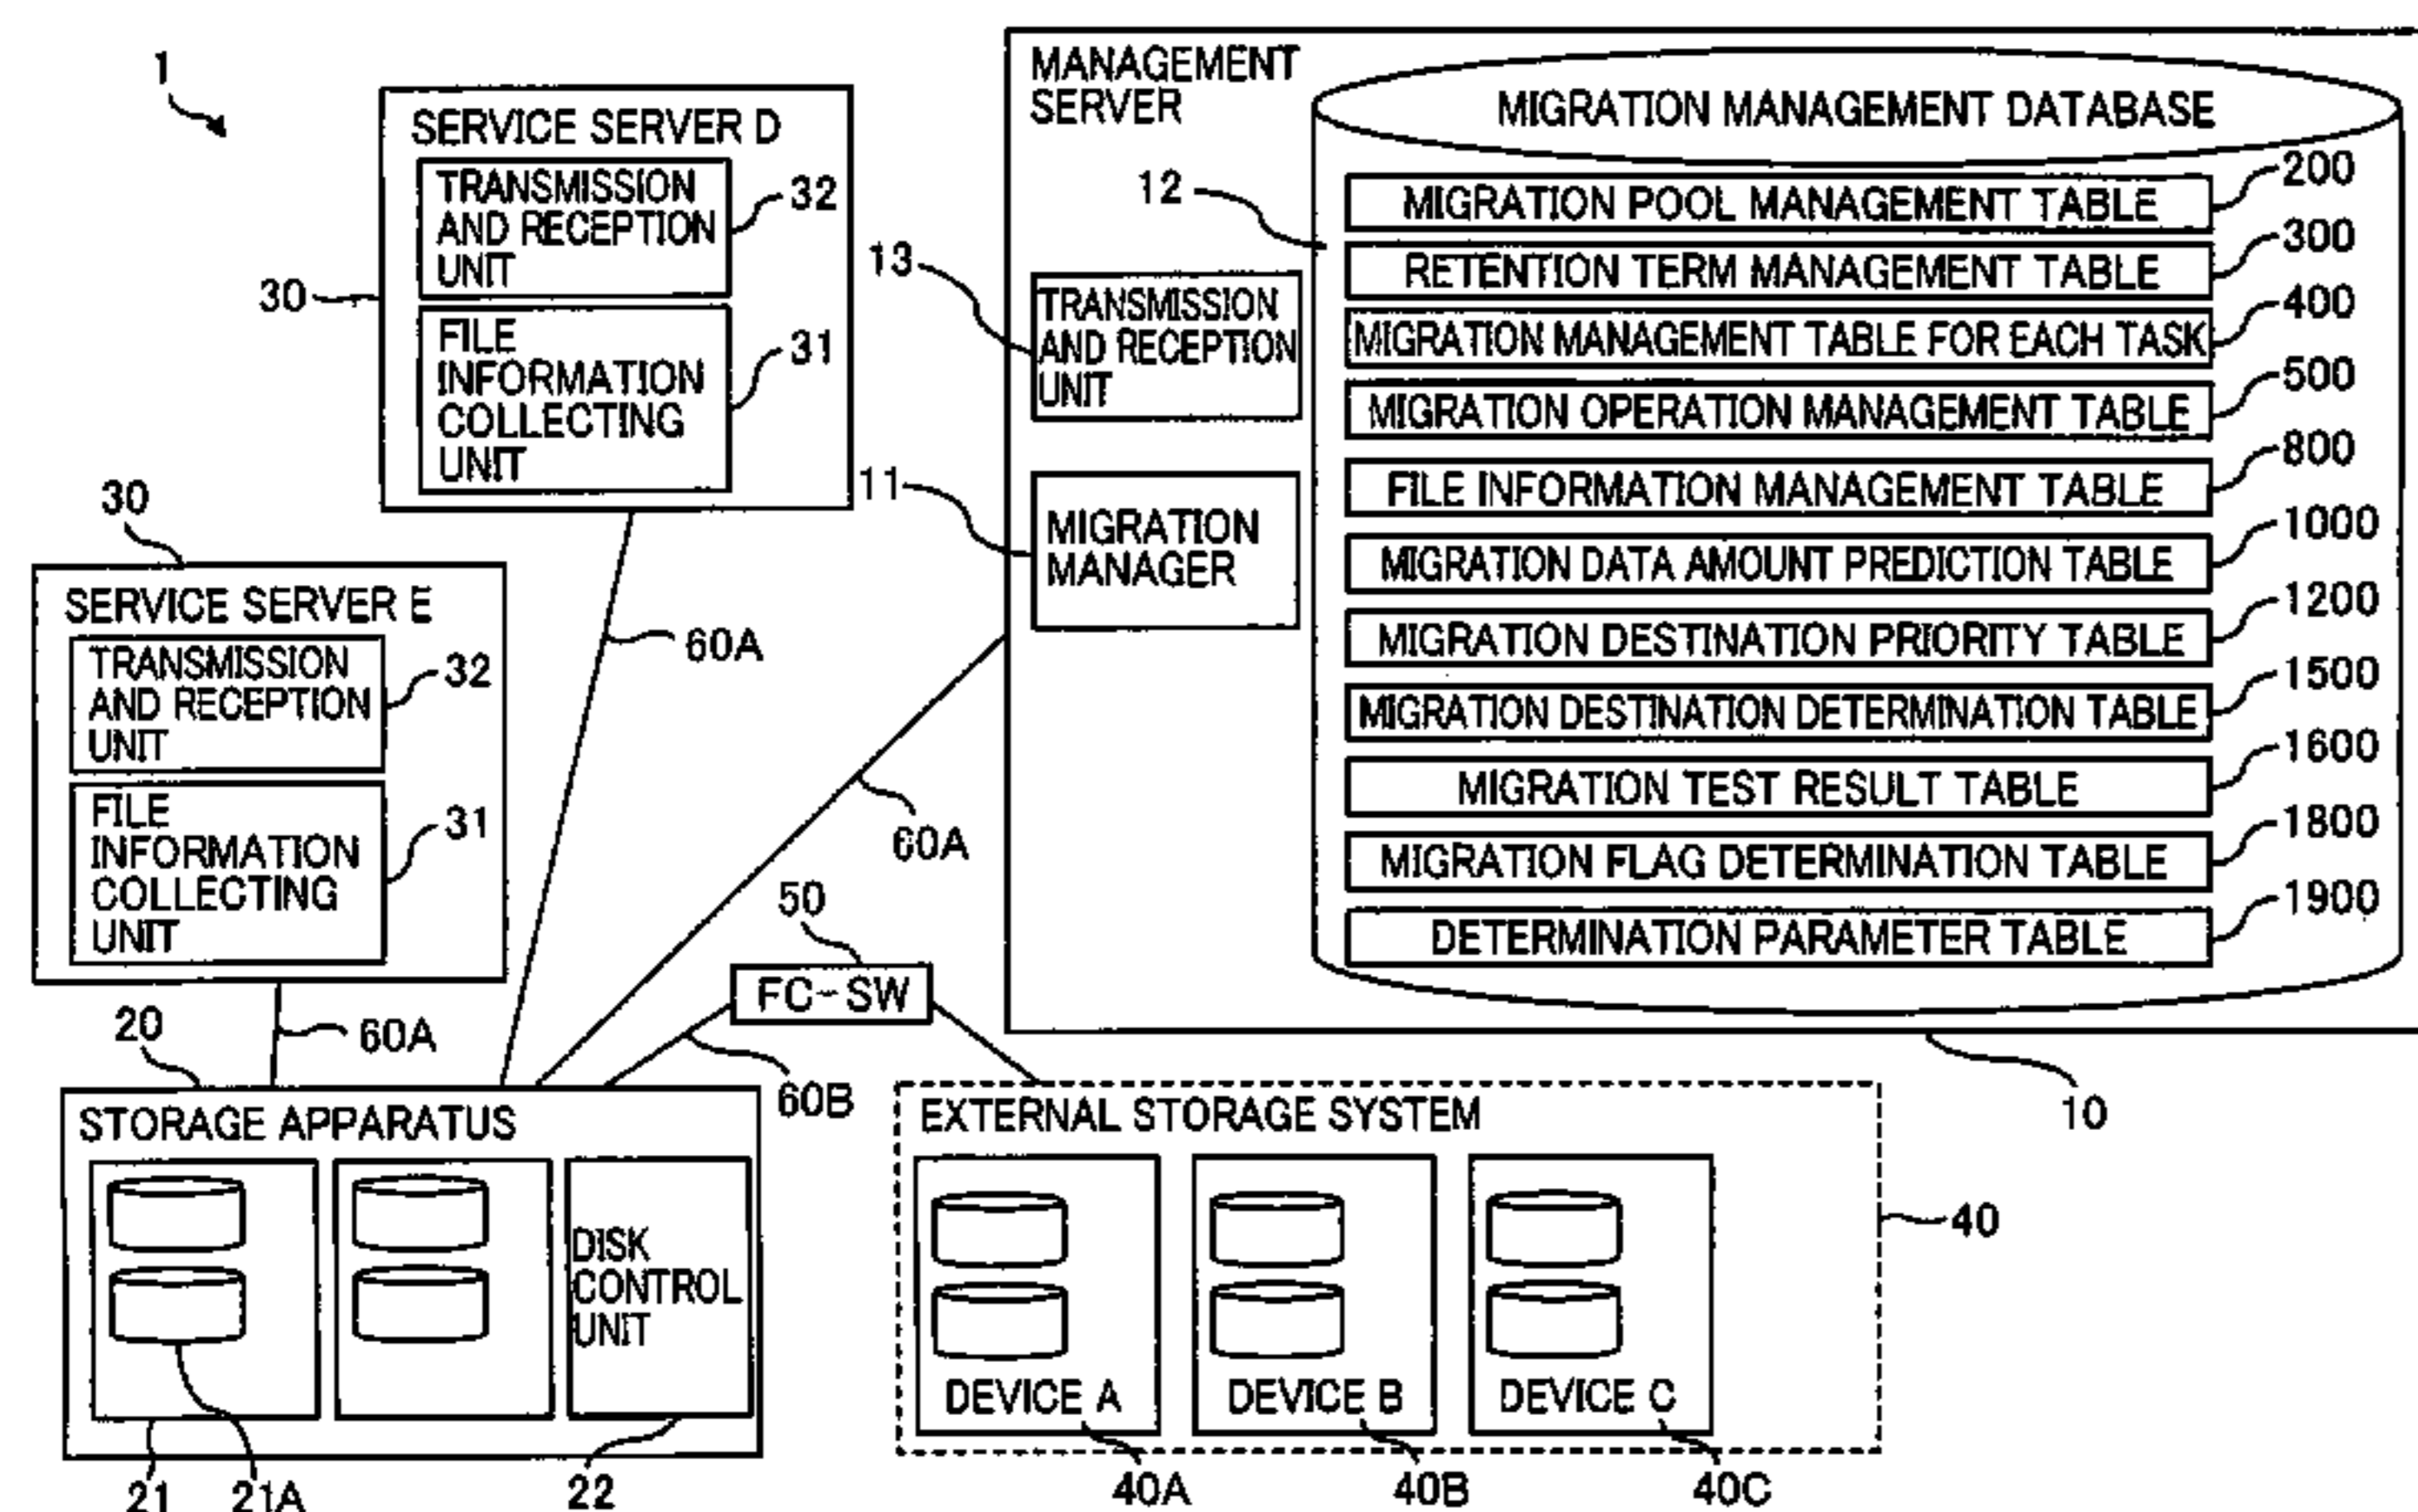 1
SERVICE SERVER D
TRANSMISSION
AND RECEPTION
UNIT
32
30
FILE
INFORMATION
COLLECTING
UNIT
31
30
SERVICE SERVER E
TRANSMISSION
AND RECEPTION
UNIT
32
FILE
INFORMATION
COLLECTING
UNIT
31
60A
60A
60A
MANAGEMENT
SERVER
13
TRANSMISSION
AND RECEPTION
UNIT
11
MIGRATION
MANAGER
12
MIGRATION MANAGEMENT DATABASE
MIGRATION POOL MANAGEMENT TABLE
200
RETENTION TERM MANAGEMENT TABLE
300
MIGRATION MANAGEMENT TABLE FOR EACH TASK
400
MIGRATION OPERATION MANAGEMENT TABLE
500
FILE INFORMATION MANAGEMENT TABLE
800
MIGRATION DATA AMOUNT PREDICTION TABLE
1000
MIGRATION DESTINATION PRIORITY TABLE
1200
MIGRATION DESTINATION DETERMINATION TABLE
1500
MIGRATION TEST RESULT TABLE
1600
MIGRATION FLAG DETERMINATION TABLE
1800
DETERMINATION PARAMETER TABLE
1900
10
50
FC-SW
60B
20
STORAGE APPARATUS
DISK
CONTROL
UNIT
21
21A
22
EXTERNAL STORAGE SYSTEM
40
DEVICE A
DEVICE B
DEVICE C
40A
40B
40C